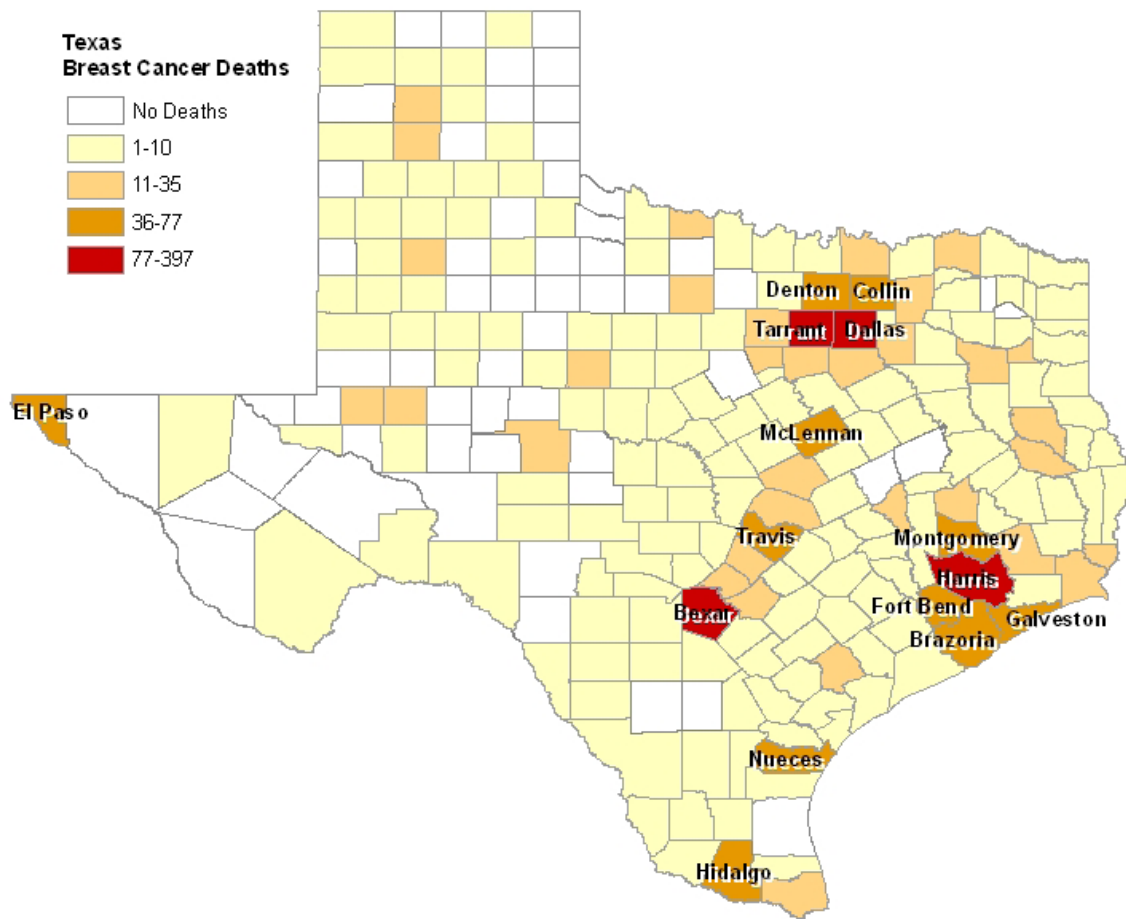 Texas
Breast Cancer Deaths
No Deaths
1-10
11-35
36-77
77-397
Denton
Collin
Tarrant
Dallas
El Paso
McLennan
Travis
Montgomery
Harris
Bexar
Fort Bend
Galveston
Brazoria
Nueces
Hidalgo